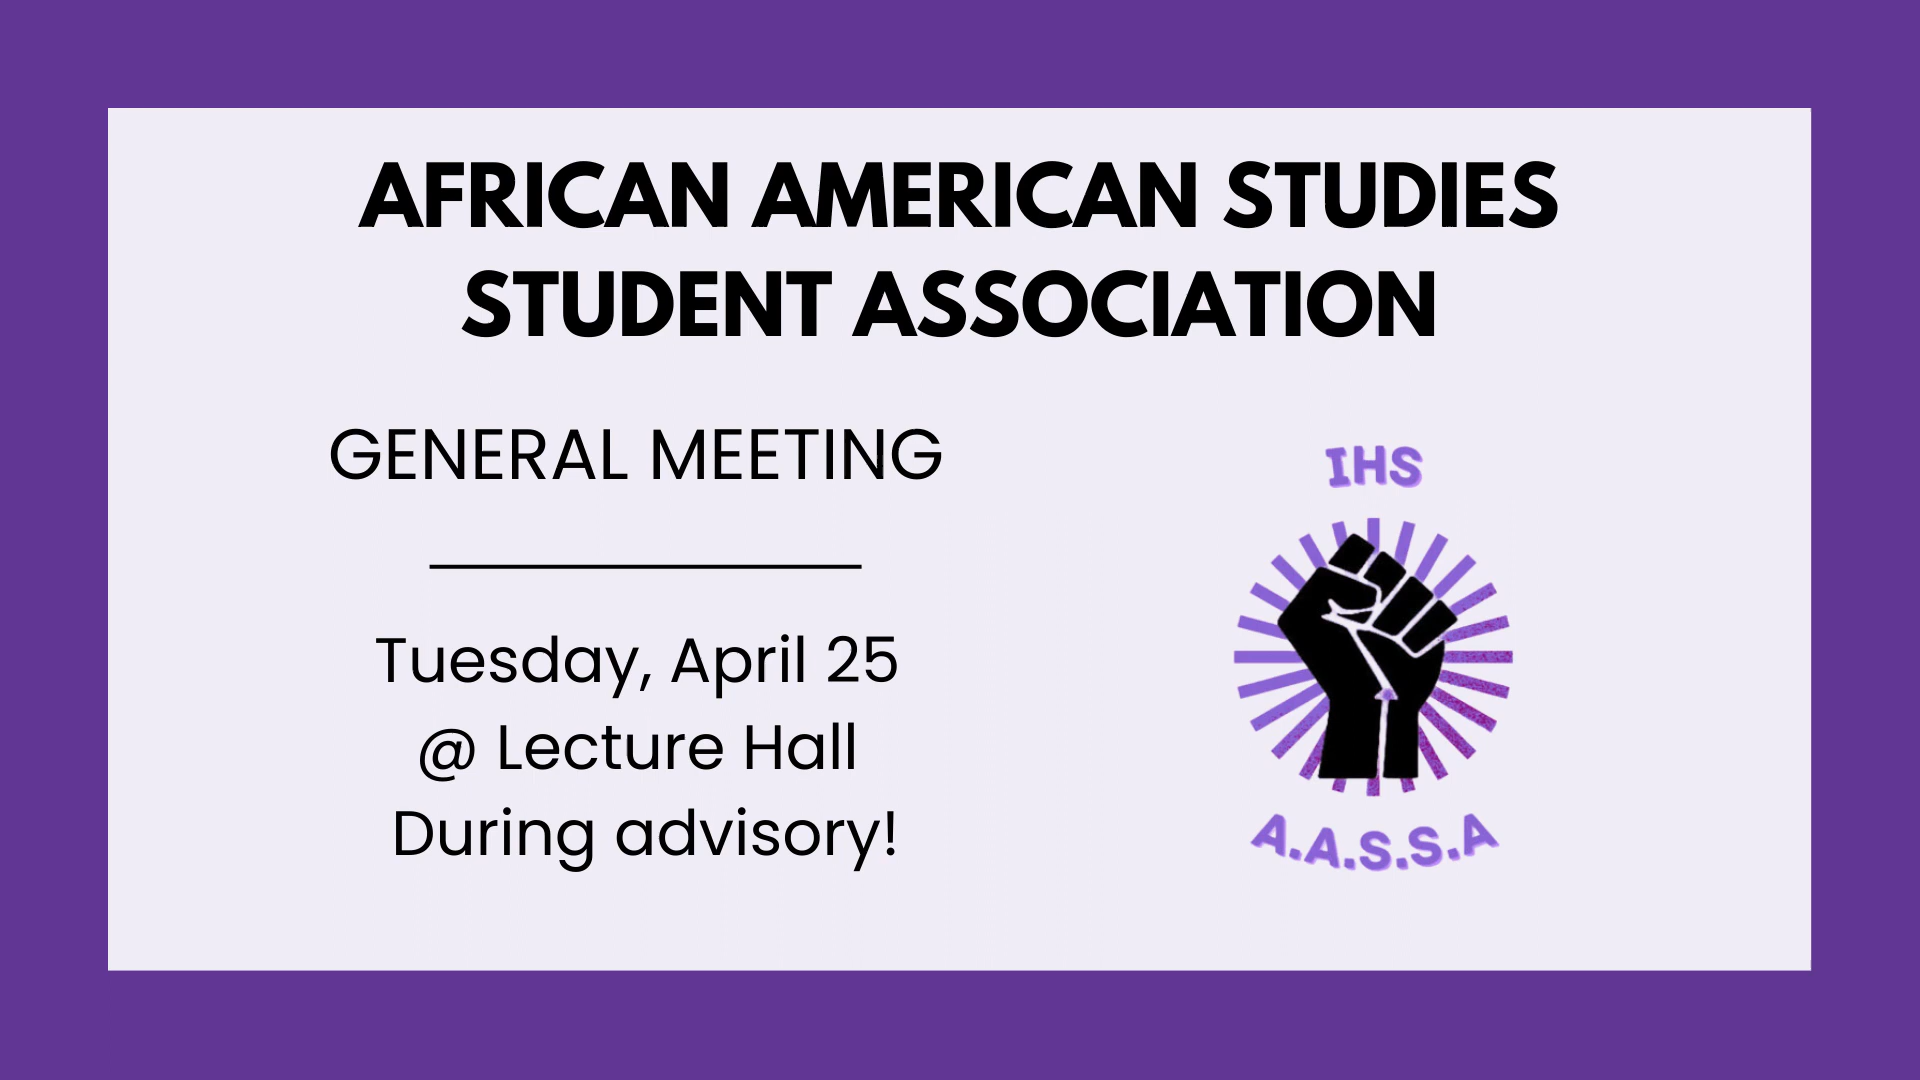 AFRICAN AMERICAN STUDIES
STUDENT ASSOCIATION
GENERAL MEETING
Tuesday, April 25
@ Lecture Hall
During advisory!
IHS
A.A.S.S.A